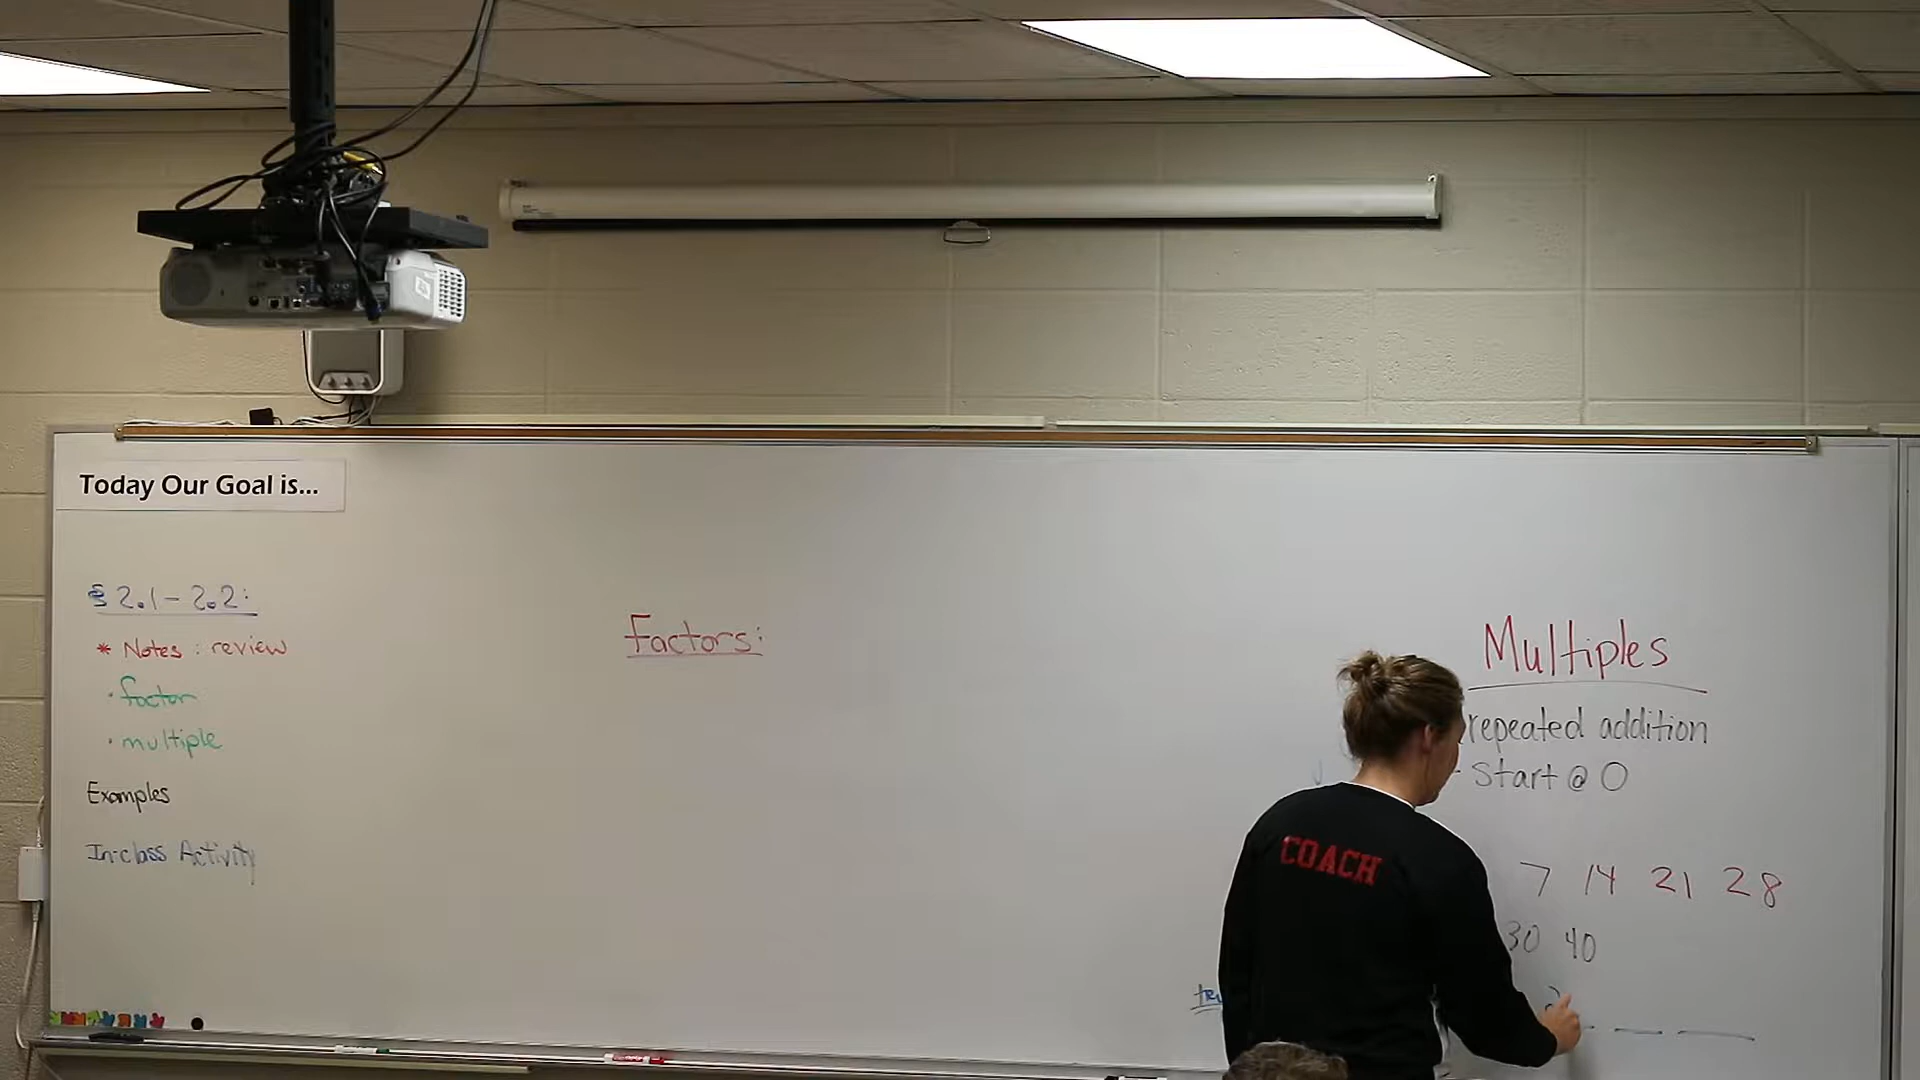 Today Our Goal is...
§ 2.1 - 2.2:
* Notes: review
· factor
· multiple
Examples
In-class Activity
Factors:
Multiples
repeated addition
- Start @ 0
7 14 21 28
30 40
COACH